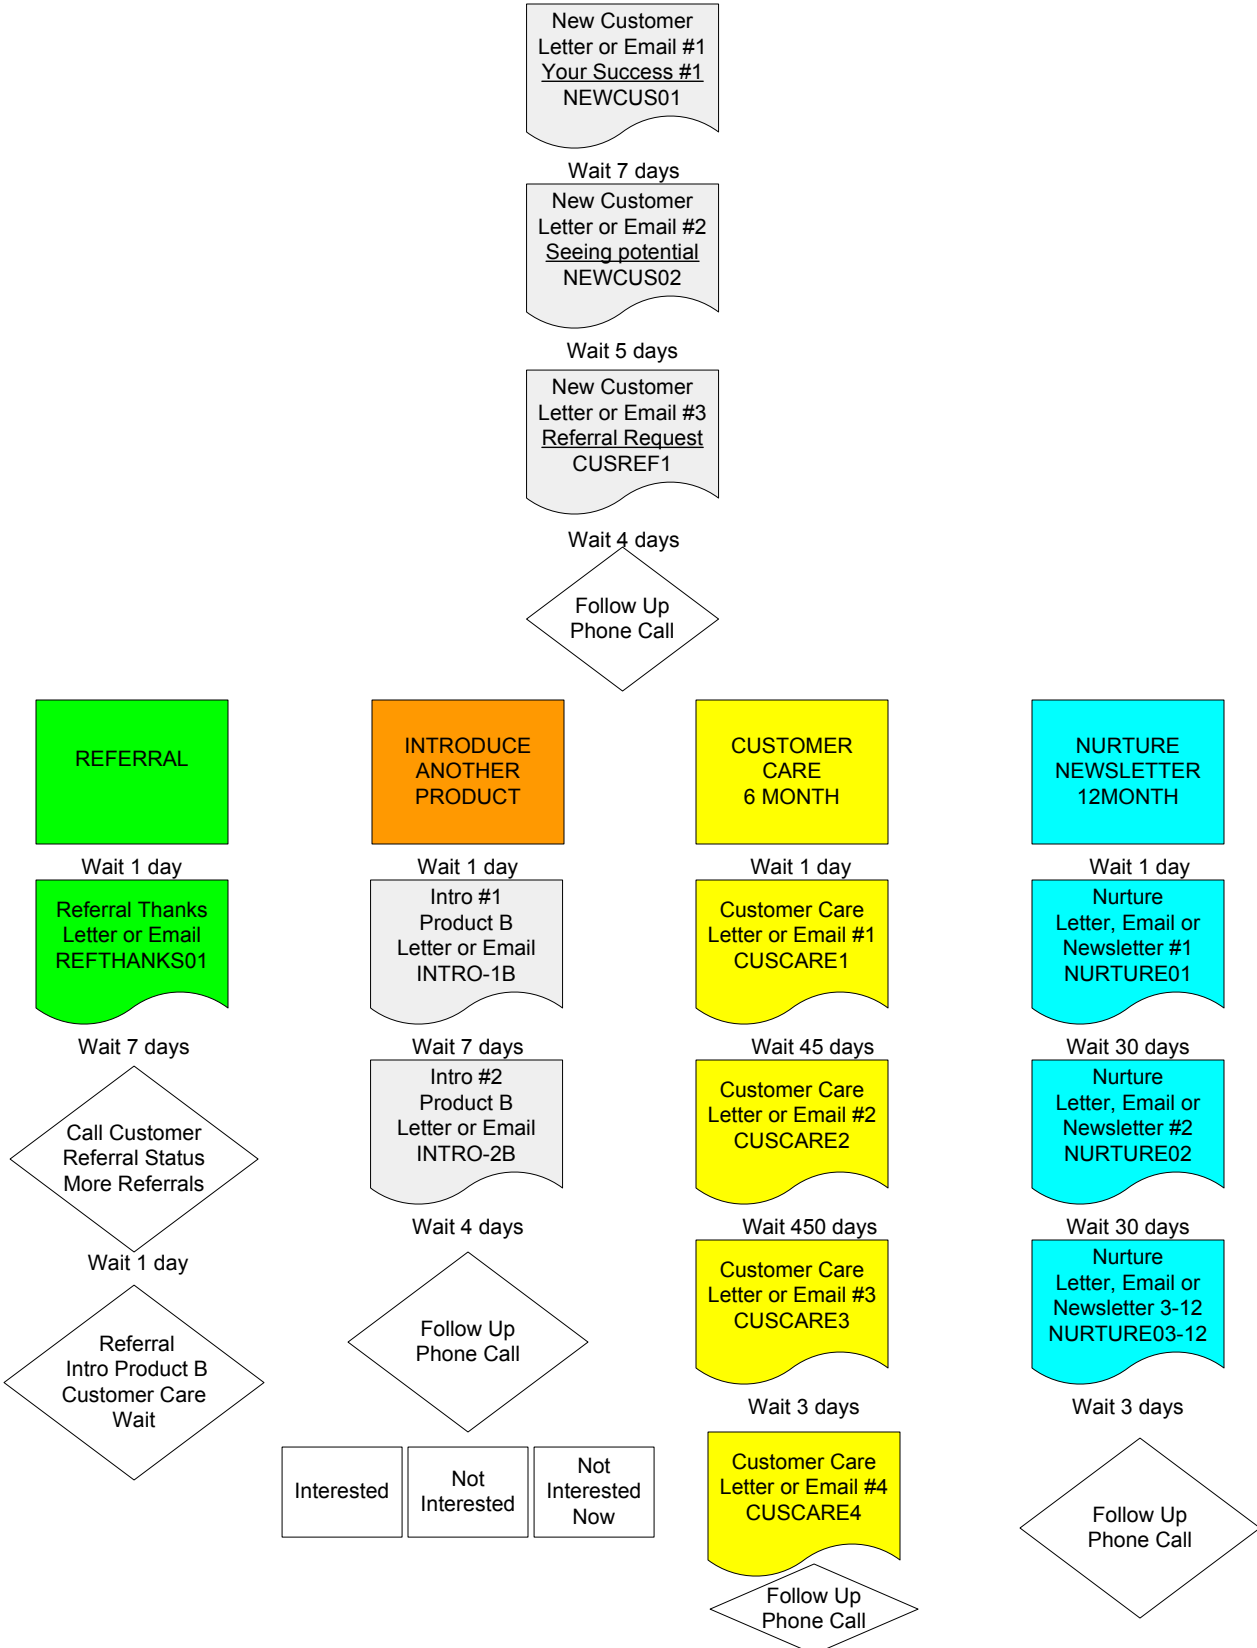 New Customer
Letter or Email #1
Your Success #1
NEWCUS01
Wait 7 days
New Customer
Letter or Email #2
Seeing potential
NEWCUS02
Wait 5 days
New Customer
Letter or Email #3
Referral Request
CUSREF1
Wait 4 days
Follow Up
Phone Call
REFERRAL
Wait 1 day
Referral Thanks
Letter or Email
REFTHANKS01
Wait 7 days
Call Customer
Referral Status
More Referrals
Wait 1 day
Referral
Intro Product B
Customer Care
Wait
INTRODUCE
ANOTHER
PRODUCT
Wait 1 day
Intro #1
Product B
Letter or Email
INTRO-1B
Wait 7 days
Intro #2
Product B
Letter or Email
INTRO-2B
Wait 4 days
Follow Up
Phone Call
Interested
Not
Interested
Not
Interested
Now
CUSTOMER
CARE
6 MONTH
Wait 1 day
Customer Care
Letter or Email #1
CUSCARE1
Wait 45 days
Customer Care
Letter or Email #2
CUSCARE2
Wait 450 days
Customer Care
Letter or Email #3
CUSCARE3
Wait 3 days
Customer Care
Letter or Email #4
CUSCARE4
Follow Up
Phone Call
NURTURE
NEWSLETTER
12MONTH
Wait 1 day
Nurture
Letter, Email or
Newsletter #1
NURTURE01
Wait 30 days
Nurture
Letter, Email or
Newsletter #2
NURTURE02
Wait 30 days
Nurture
Letter, Email or
Newsletter 3-12
NURTURE03-12
Wait 3 days
Follow Up
Phone Call